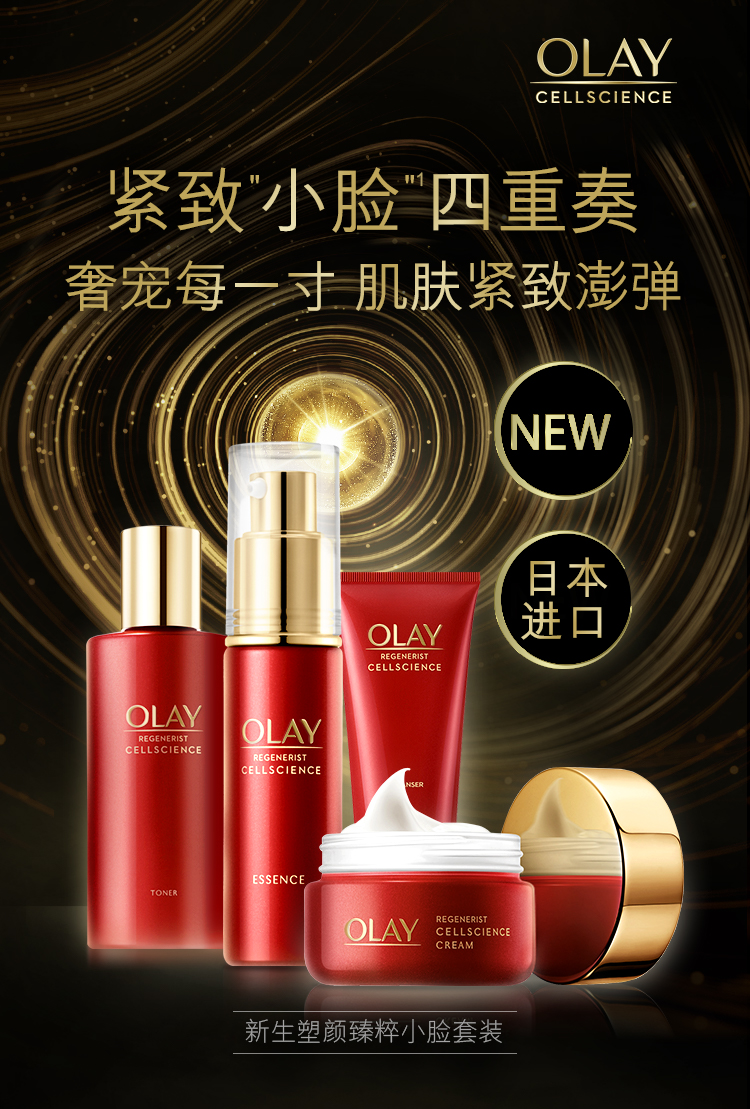 OLAY
CELLSCIENCE
紧致"小脸"¹四重奏
奢宠每一寸 肌肤紧致澎弹
NEW
日本
进口
OLAY
REGENERIST
CELLSCIENCE
TONER
OLAY
REGENERIST
CELLSCIENCE
ESSENCE
OLAY
REGENERIST
CELLSCIENCE
OLAY
REGENERIST
CELLSCIENCE
CREAM
新生塑颜臻粹小脸套装